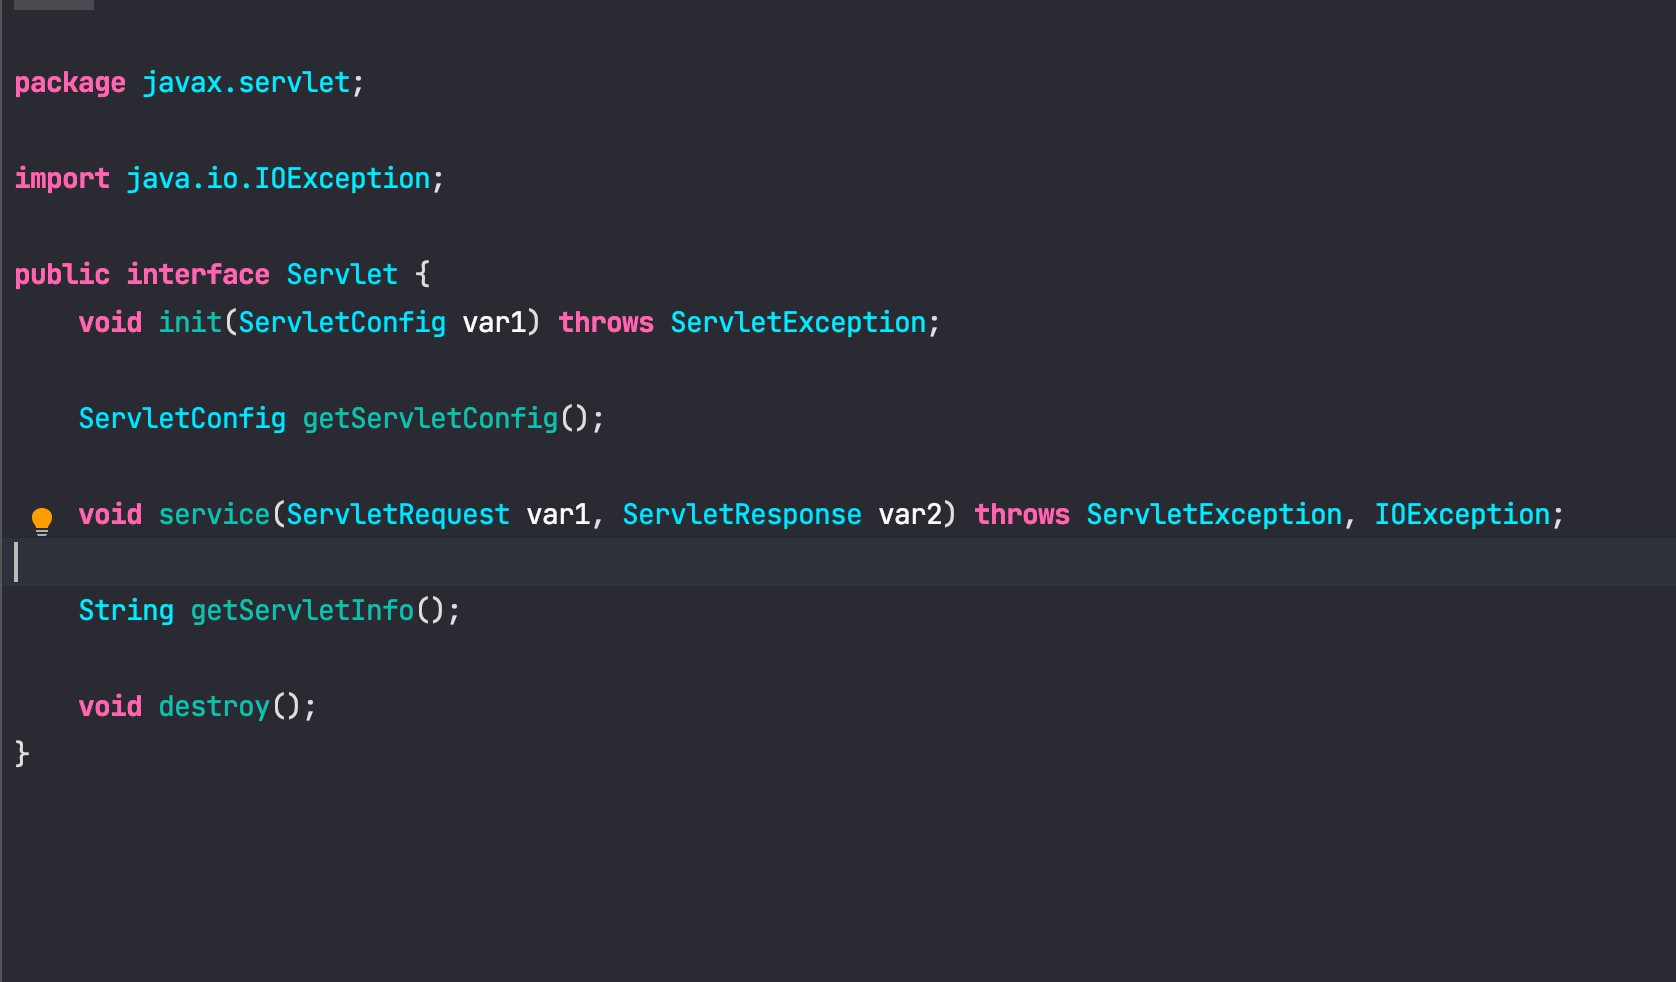 package javax.servlet;
import java.io.IOException;
public interface Servlet {
    void init(ServletConfig var1) throws ServletException;
    ServletConfig getServletConfig();
    void service(ServletRequest var1, ServletResponse var2) throws ServletException, IOException;
    String getServletInfo();
    void destroy();
}